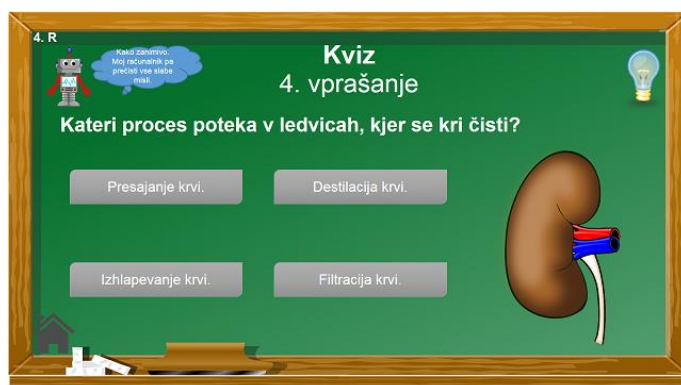 4. R
Kako zanimivo.
Moj računalnik pa
prečisti vse slabe
misli.
Kviz
4. vprašanje
Kateri proces poteka v ledvicah, kjer se kri čisti?
Presajanje krvi.
Destilacija krvi.
Izhlapevanje krvi.
Filtracija krvi.